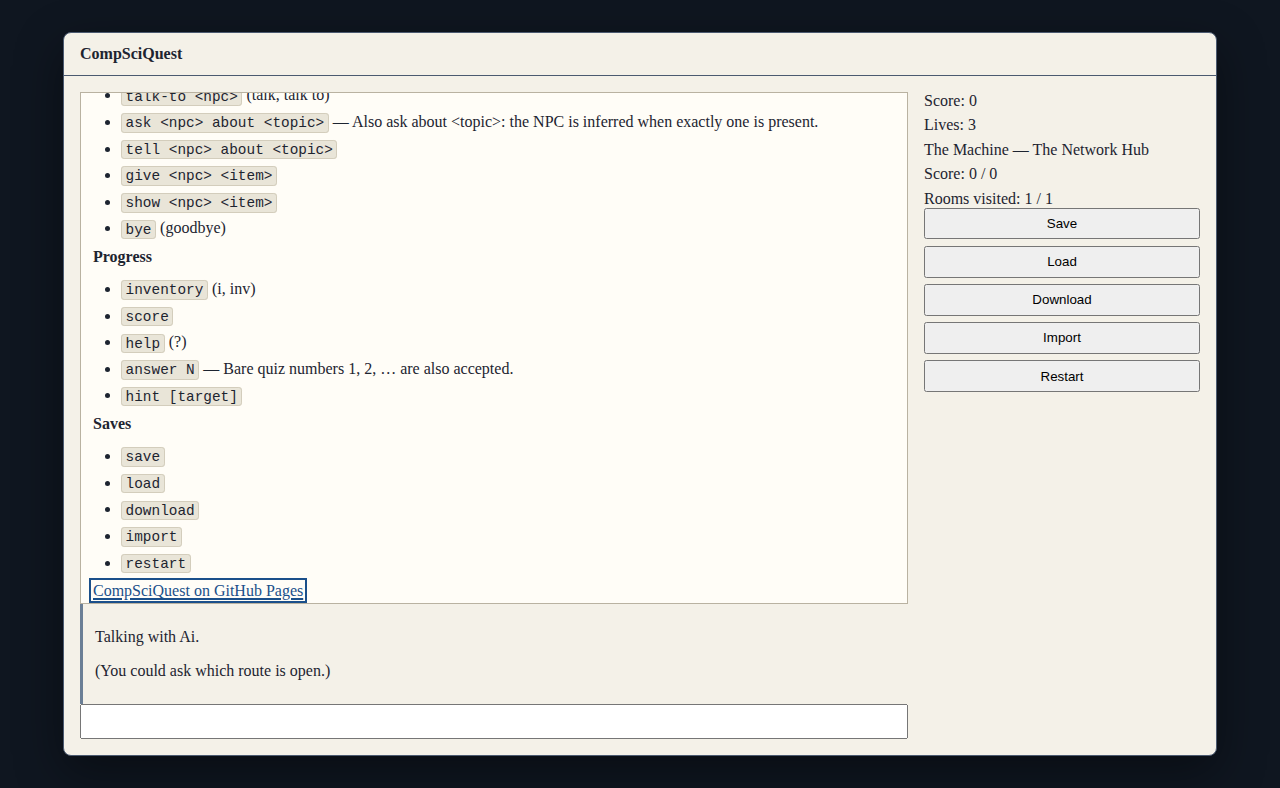 CompSciQuest
talk-to <npc> (talk, talk to)
ask <npc> about <topic> — Also ask about <topic>: the NPC is inferred when exactly one is present.
tell <npc> about <topic>
give <npc> <item>
show <npc> <item>
bye (goodbye)
Progress
inventory (i, inv)
score
help (?)
answer N — Bare quiz numbers 1, 2, … are also accepted.
hint [target]
Saves
save
load
download
import
restart
CompSciQuest on GitHub Pages
Talking with Ai.
(You could ask which route is open.)
Score: 0
Lives: 3
The Machine — The Network Hub
Score: 0 / 0
Rooms visited: 1 / 1
Save
Load
Download
Import
Restart